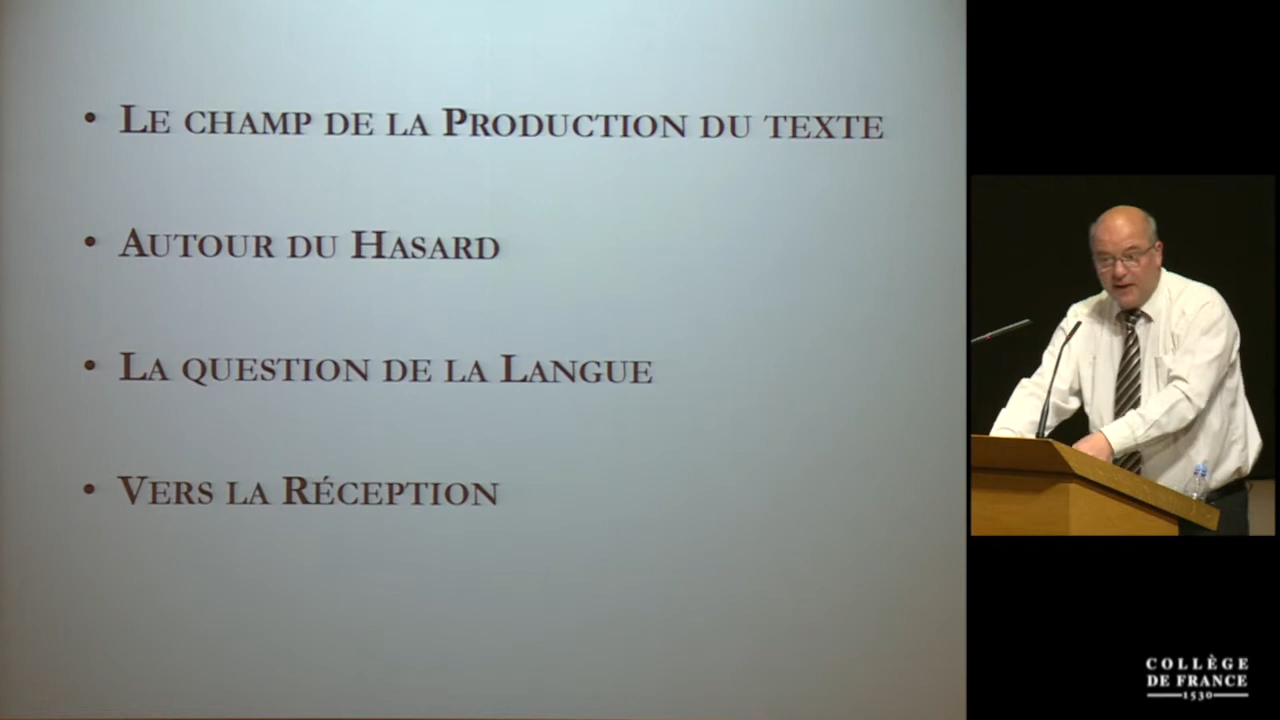 • Le champ de la Production du texte
• Autour du Hasard
• La question de la Langue
• Vers la Réception
COLLÈGE
DE FRANCE
1530